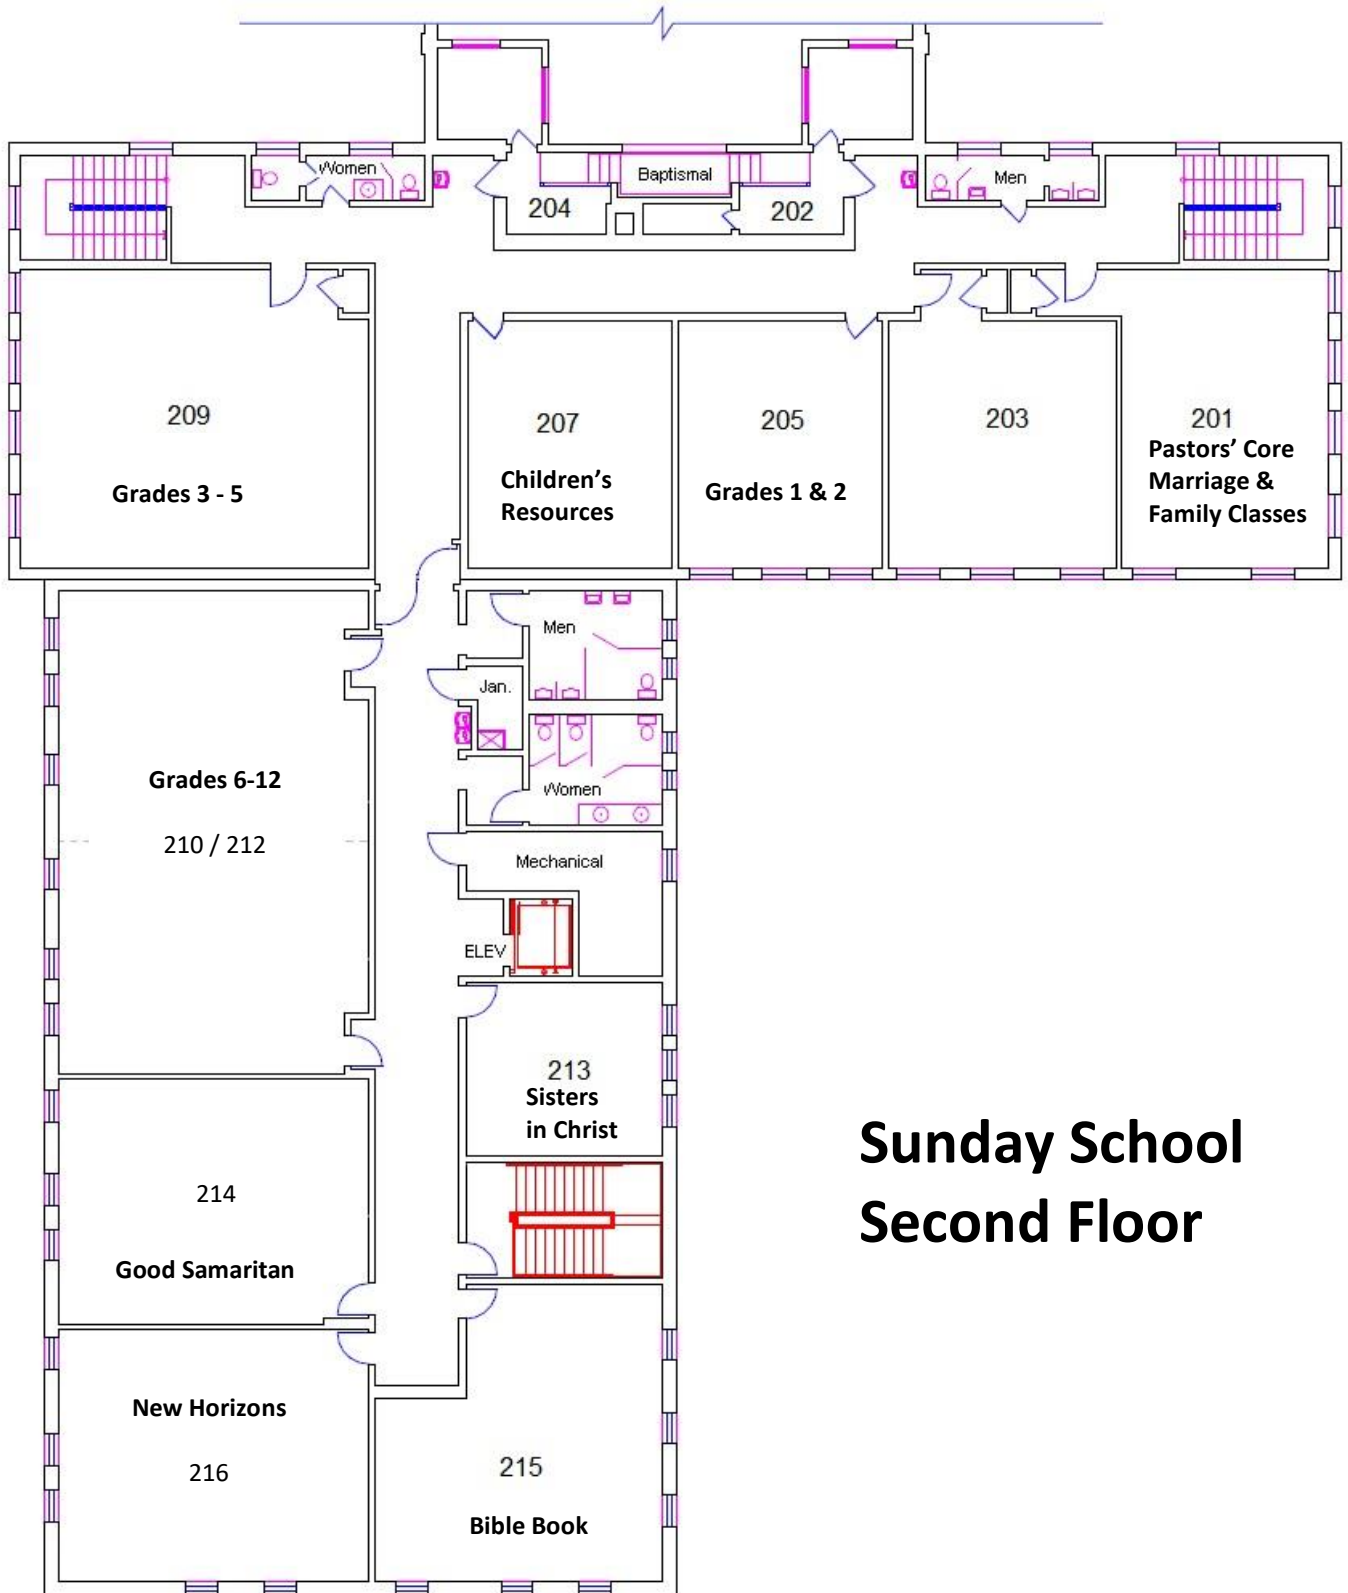 Women
Baptismal
Men
204
202
209
Grades 3 - 5
207
Children's
Resources
205
Grades 1 & 2
203
201
Pastors' Core
Marriage &
Family Classes
Men
Jan.
Women
Grades 6-12
210 / 212
Mechanical
ELEV
213
Sisters
in Christ
214
Good Samaritan
New Horizons
216
215
Bible Book
Sunday School
Second Floor